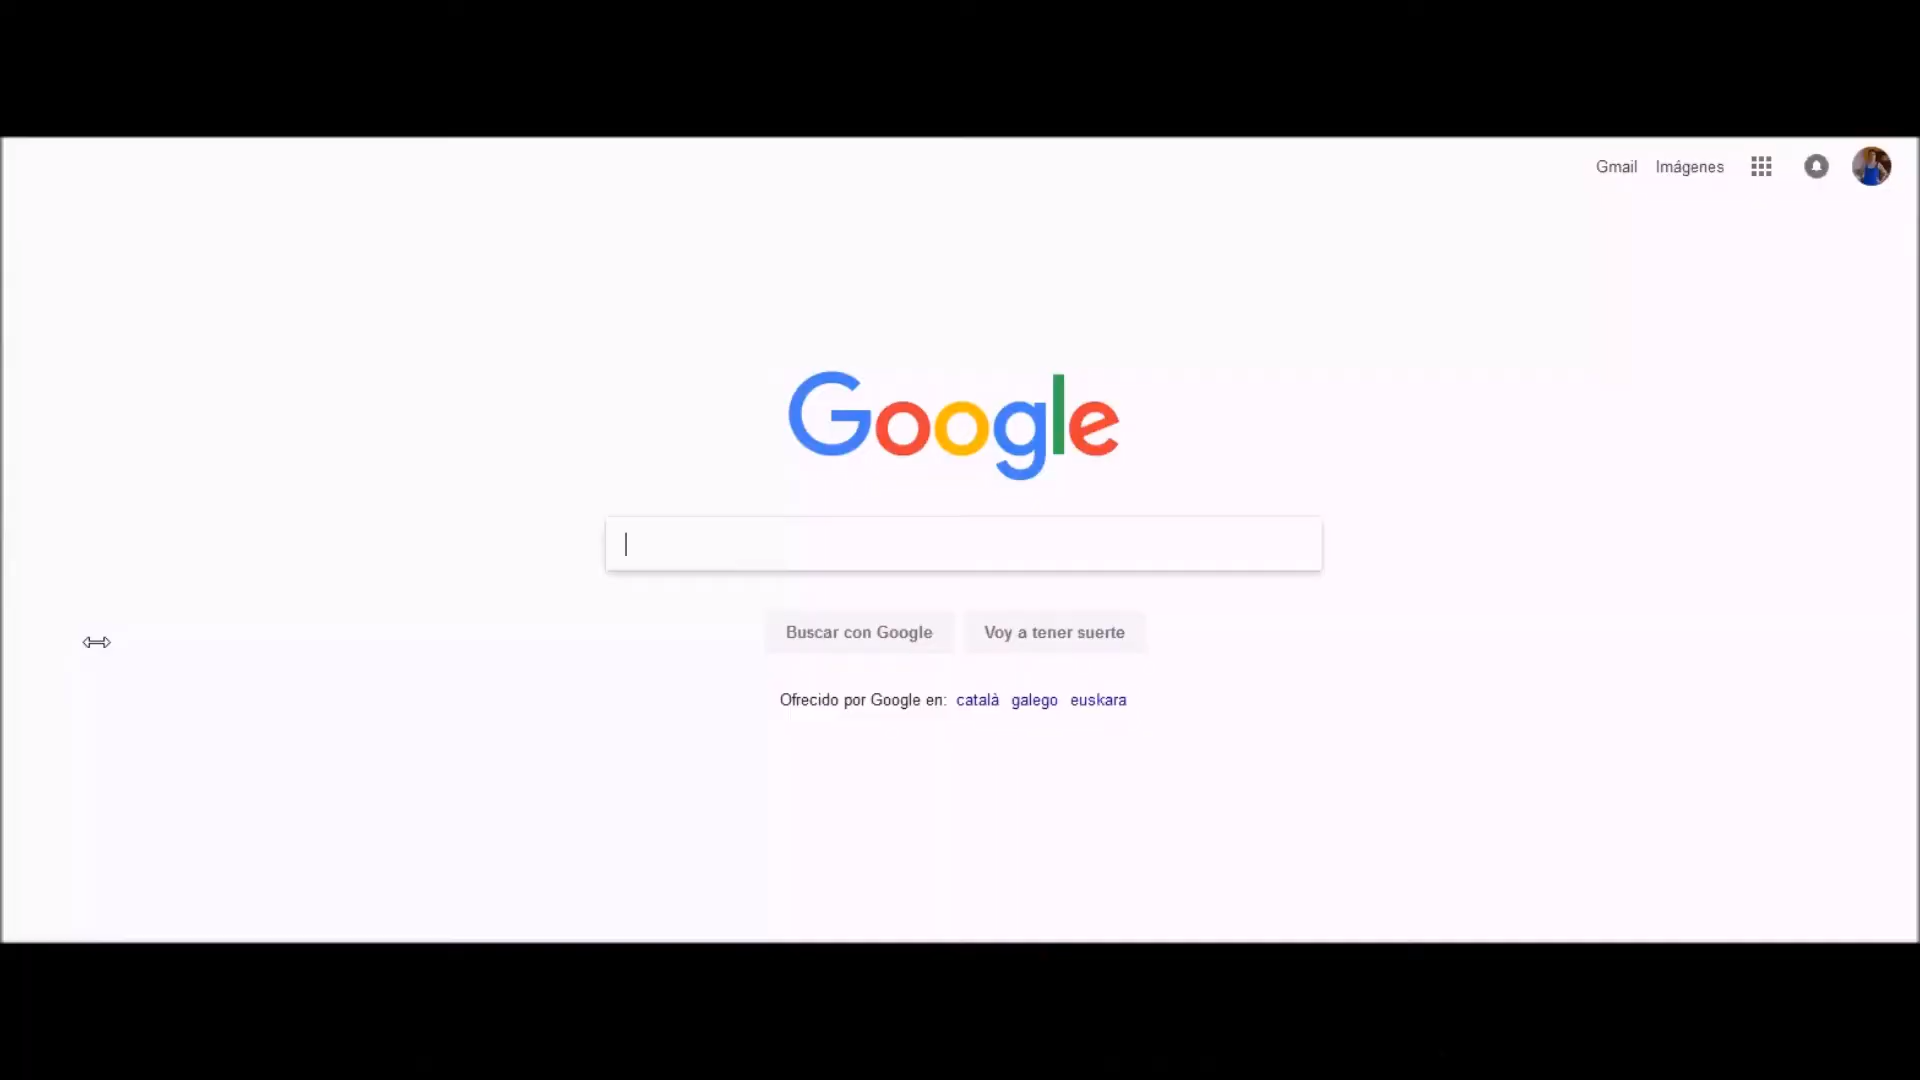 Gmail Imágenes
Google
Buscar con Google Voy a tener suerte
Ofrecido por Google en: català galego euskara